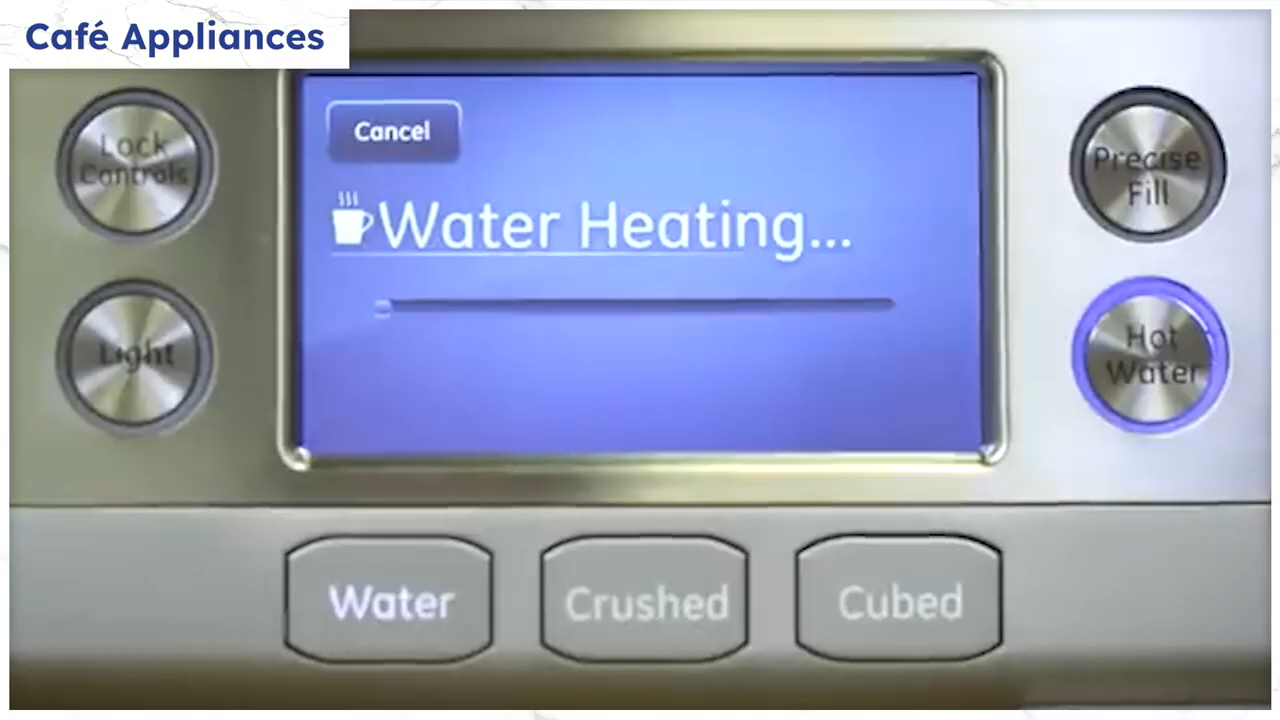 Café Appliances
Lock
Controls
Cancel
Precise
Fill
Water Heating...
Light
Hot
Water
Water
Crushed
Cubed